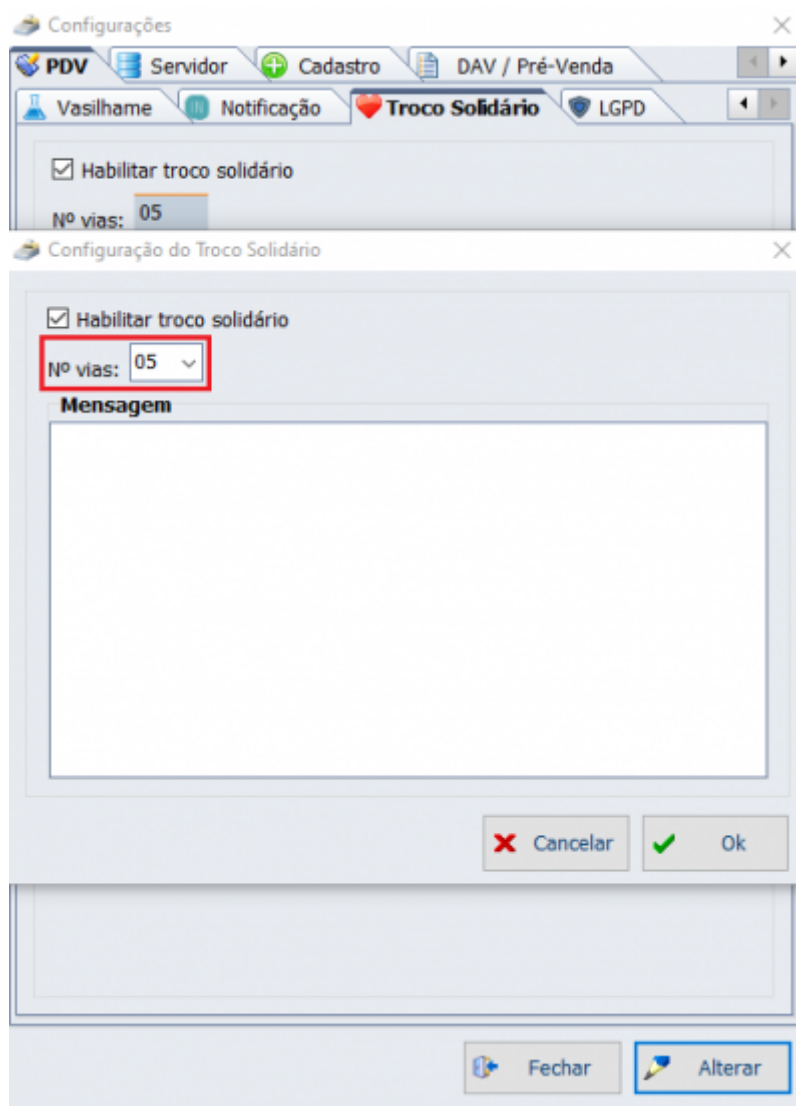 Configurações
PDV Servidor Cadastro DAV / Pré-Venda
Vasilhame Notificação Troco Solidário LGPD
Habilitar troco solidário
Nº vias: 05
Configuração do Troco Solidário
Habilitar troco solidário
Nº vias: 05
Mensagem
Cancelar Ok
Fechar Alterar